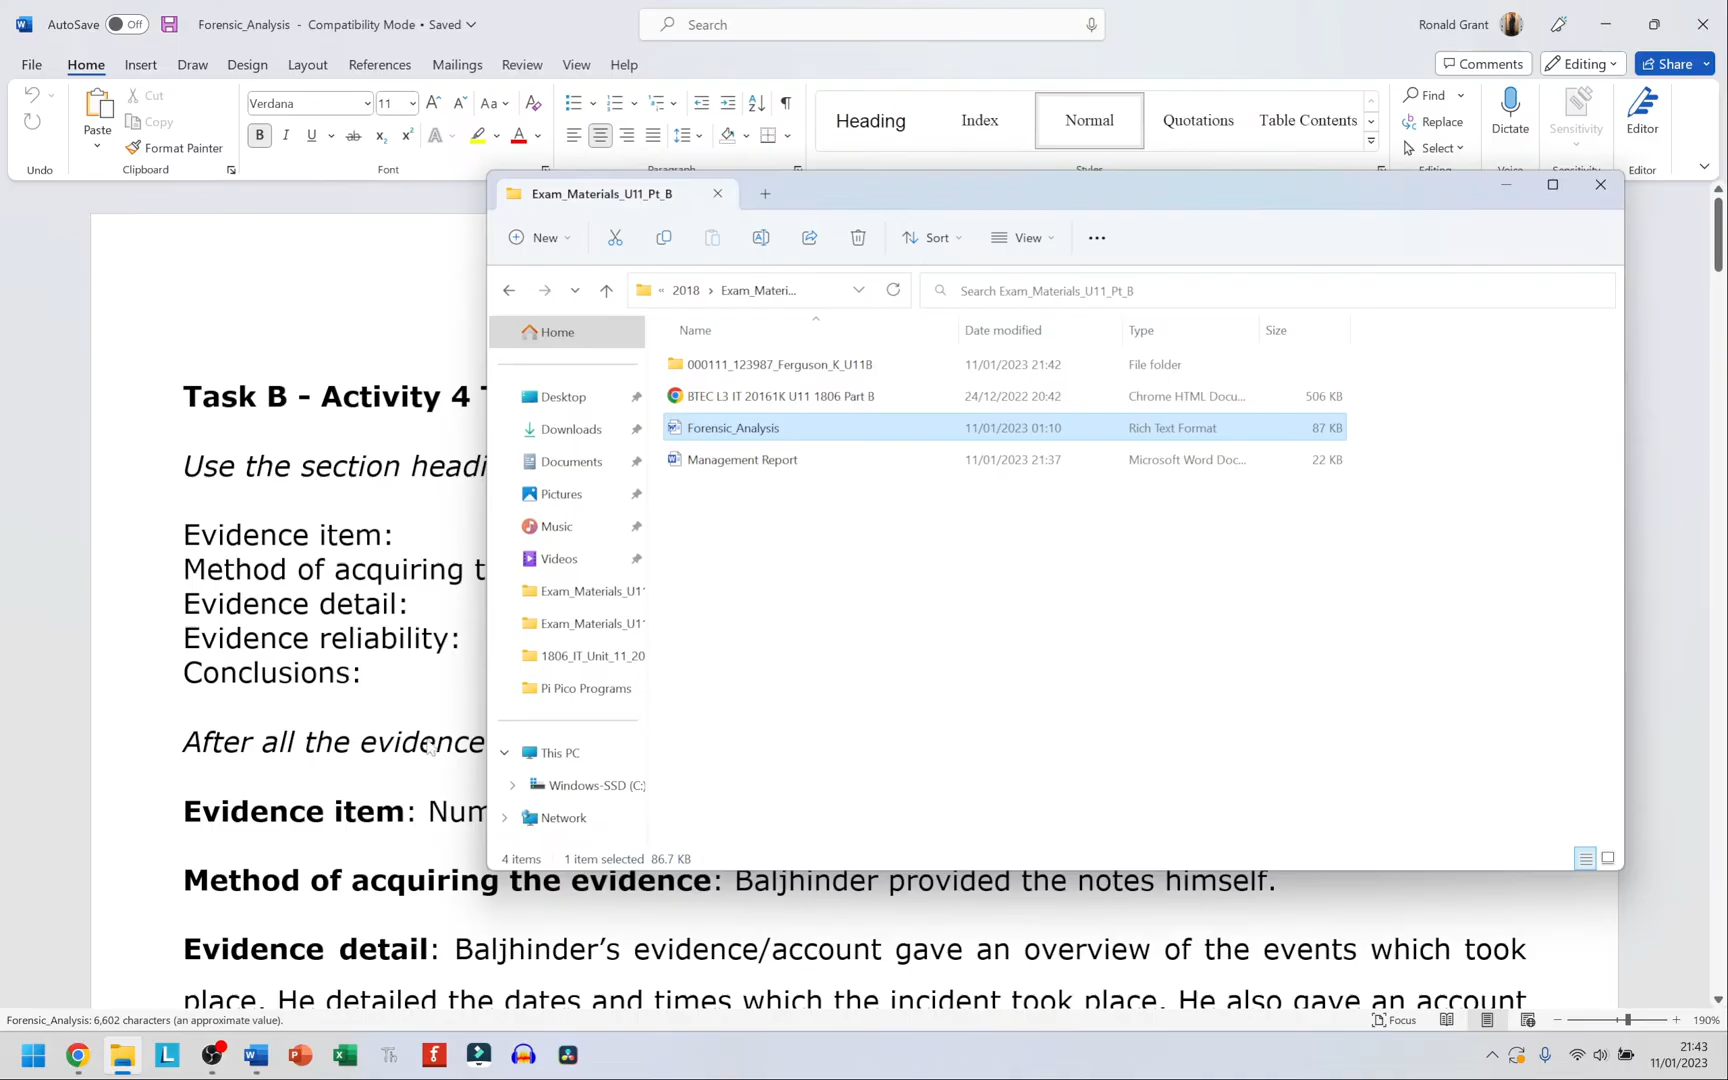 AutoSave Off Forensic_Analysis - Compatibility Mode • Saved Search Ronald Grant
File Home Insert Draw Design Layout References Mailings Review View Help Comments Editing Share
Paste Cut Copy Format Painter
Verdana 11 Aa
B I U ab x₂ x² A A
Heading Index Normal Quotations Table Contents
Find Replace Select
Dictate Sensitivity Editor
Undo Clipboard Font Paragraph Styles Editing Voice Sensitivity Editor
Exam_Materials_U11_Pt_B
New Sort View
« 2018 > Exam_Materi... Search Exam_Materials_U11_Pt_B
Name Date modified Type Size
000111_123987_Ferguson_K_U11B 11/01/2023 21:42 File folder
BTEC L3 IT 20161K U11 1806 Part B 24/12/2022 20:42 Chrome HTML Docu... 506 KB
Forensic_Analysis 11/01/2023 01:10 Rich Text Format 87 KB
Management Report 11/01/2023 21:37 Microsoft Word Doc... 22 KB
Home
Desktop
Downloads
Documents
Pictures
Music
Videos
Exam_Materials_U11
Exam_Materials_U11
1806_IT_Unit_11_20
Pi Pico Programs
This PC
Windows-SSD (C:)
Network
4 items 1 item selected 86.7 KB
Task B - Activity 4
Use the section headi
Evidence item:
Method of acquiring t
Evidence detail:
Evidence reliability:
Conclusions:
After all the evidence
Evidence item: Num
Method of acquiring the evidence: Baljhinder provided the notes himself.
Evidence detail: Baljhinder’s evidence/account gave an overview of the events which took
place. He detailed the dates and times which the incident took place. He also gave an account
Forensic_Analysis: 6,602 characters (an approximate value). Focus 190%
21:43
11/01/2023